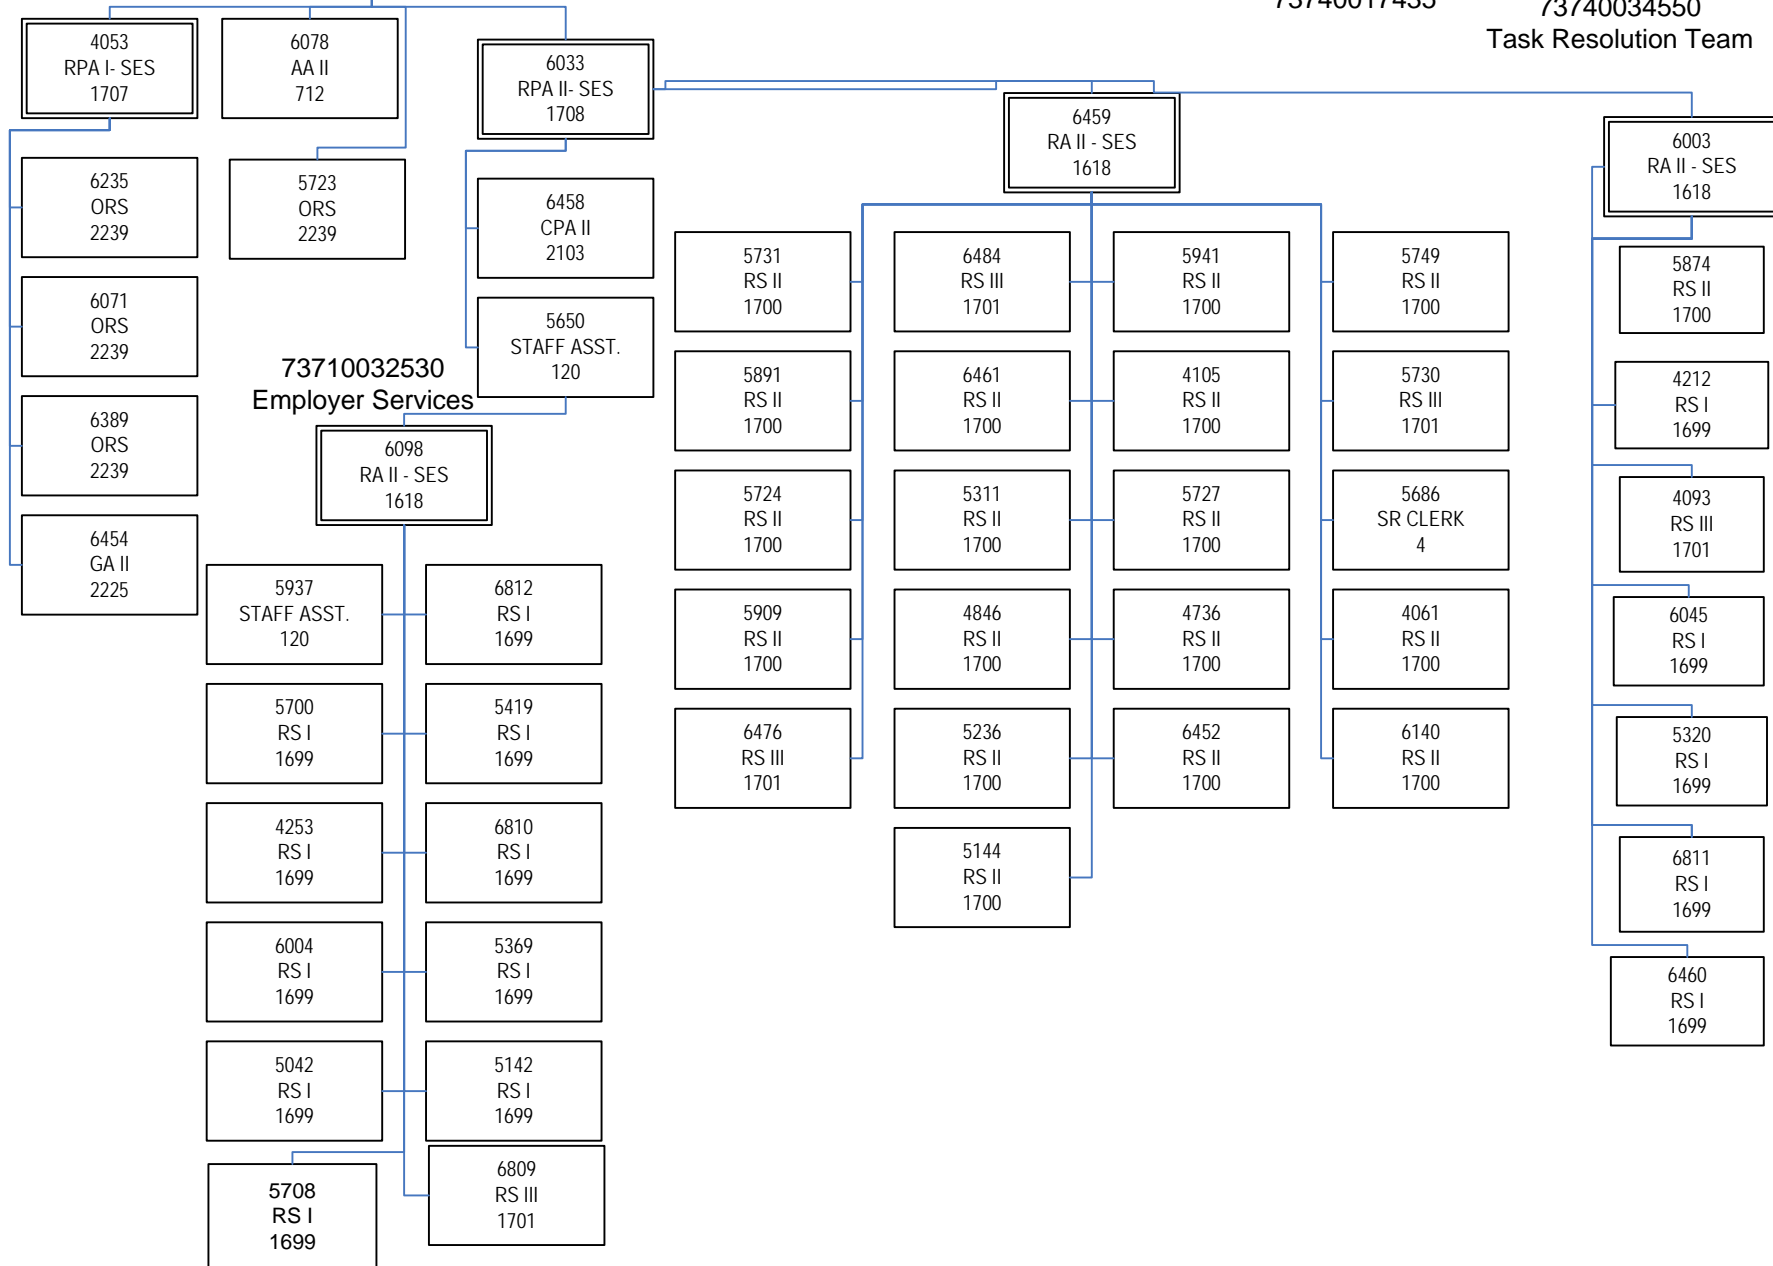 73740017435
73740034550
Task Resolution Team
4053
RPA I- SES
1707
6078
AA II
712
6033
RPA II- SES
1708
6459
RA II - SES
1618
6003
RA II - SES
1618
6235
ORS
2239
5723
ORS
2239
6458
CPA II
2103
6071
ORS
2239
5650
STAFF ASST.
120
6389
ORS
2239
6454
GA II
2225
73710032530
Employer Services
6098
RA II - SES
1618
5937
STAFF ASST.
120
6812
RS I
1699
5700
RS I
1699
5419
RS I
1699
4253
RS I
1699
6810
RS I
1699
6004
RS I
1699
5369
RS I
1699
5042
RS I
1699
5142
RS I
1699
5708
RS I
1699
6809
RS III
1701
5731
RS II
1700
6484
RS III
1701
5941
RS II
1700
5749
RS II
1700
5891
RS II
1700
6461
RS II
1700
4105
RS II
1700
5730
RS III
1701
5724
RS II
1700
5311
RS II
1700
5727
RS II
1700
5686
SR CLERK
4
5909
RS II
1700
4846
RS II
1700
4736
RS II
1700
4061
RS II
1700
6476
RS III
1701
5236
RS II
1700
6452
RS II
1700
6140
RS II
1700
5144
RS II
1700
5874
RS II
1700
4212
RS I
1699
4093
RS III
1701
6045
RS I
1699
5320
RS I
1699
6811
RS I
1699
6460
RS I
1699